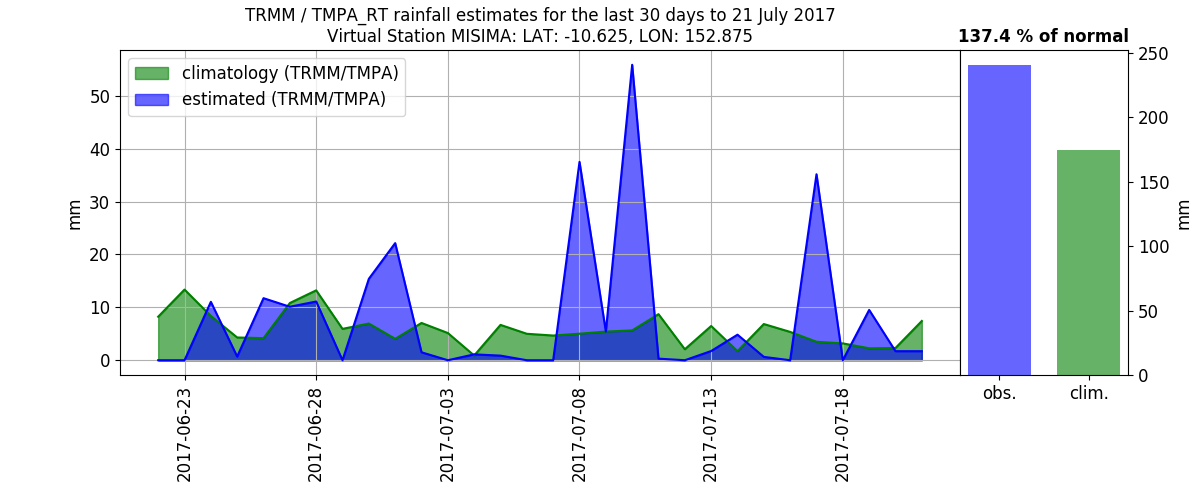 TRMM / TMPA_RT rainfall estimates for the last 30 days to 21 July 2017
Virtual Station MISIMA: LAT: -10.625, LON: 152.875
137.4 % of normal
climatology (TRMM/TMPA)
estimated (TRMM/TMPA)
50
40
30
20
10
0
mm
2017-06-23
2017-06-28
2017-07-03
2017-07-08
2017-07-13
2017-07-18
250
200
150
100
50
0
mm
obs.
clim.